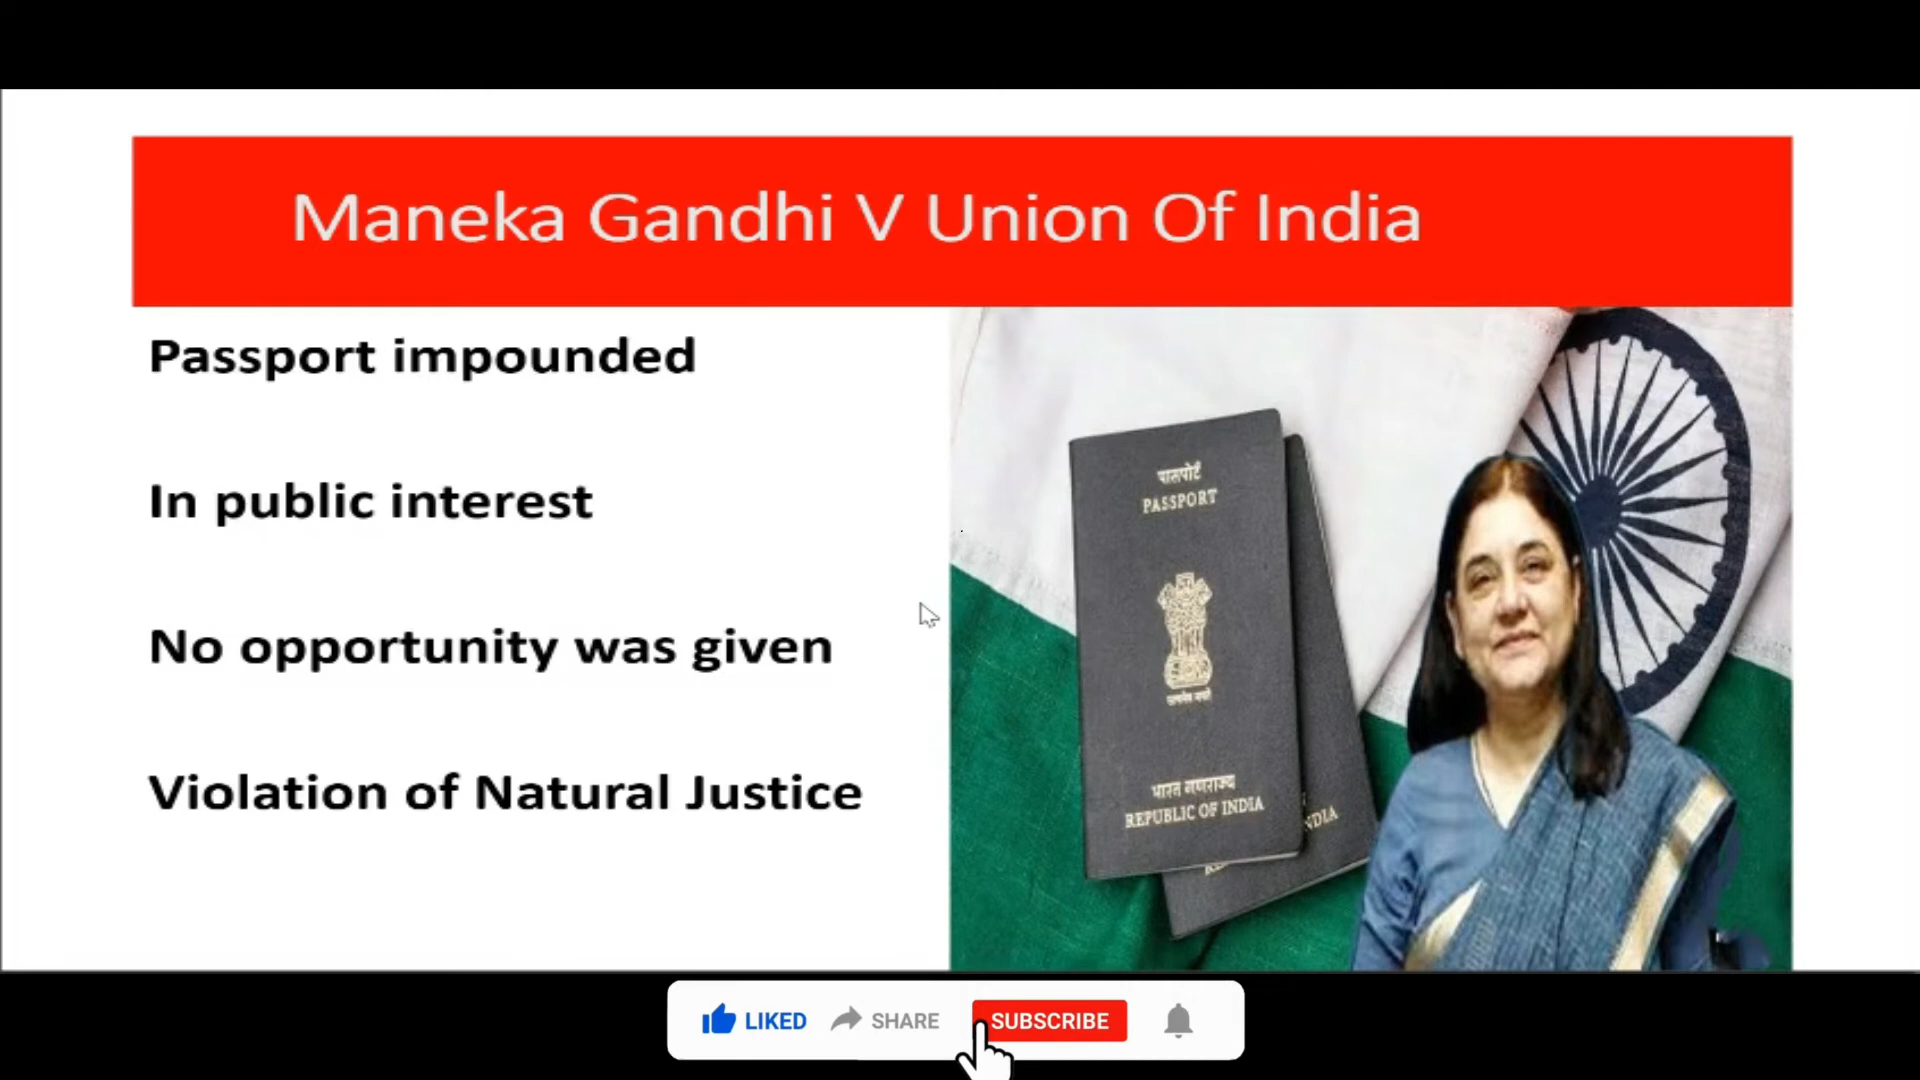 Maneka Gandhi V Union Of India
Passport impounded
In public interest
No opportunity was given
Violation of Natural Justice
पासपोर्ट
PASSPORT
भारत गणराज्य
REPUBLIC OF INDIA
NDIA
LIKED
SHARE
SUBSCRIBE